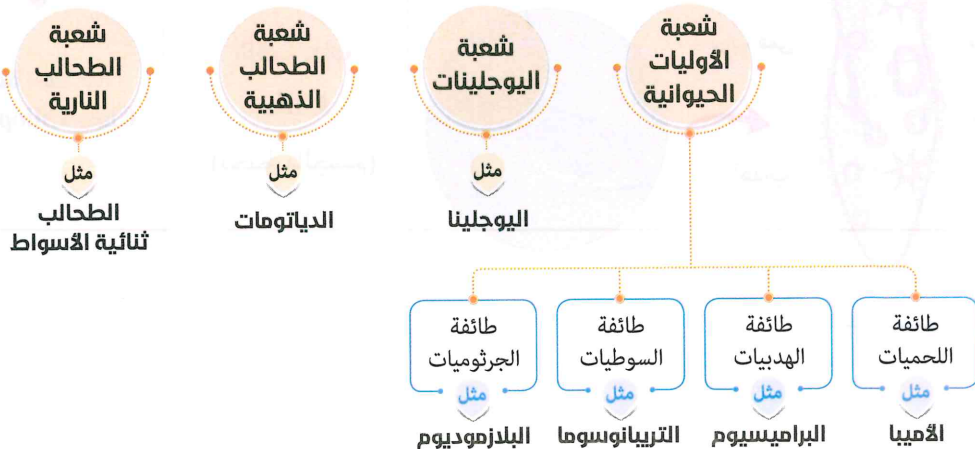 شعبة
الأوليات
الحيوانية
شعبة
اليوجلينات
مثل
اليوجلينا
شعبة
الطحالب
الذهبية
مثل
الدياتومات
شعبة
الطحالب
النارية
مثل
الطحالب
ثنائية الأسواط
طائفة
اللحميات
مثل
الأميبا
طائفة
الهدبيات
مثل
البراميسيوم
طائفة
السوطيات
مثل
التريبانوسوما
طائفة
الجرثوميات
مثل
البلازموديوم